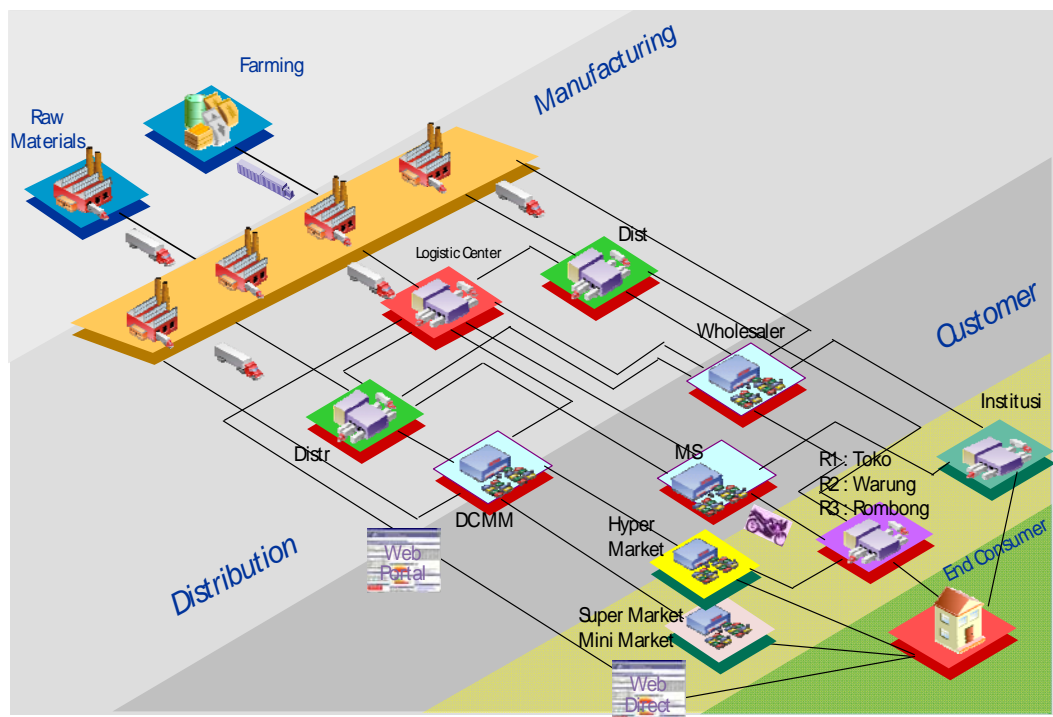 Farming
Raw
Materials
Manufacturing
Logistic Center
Dist
Wholesaler
Customer
Institusi
Distr
MS
R1 : Toko
R2 : Warung
R3 : Rombong
DCMM
Hyper
Market
Web
Portal
Distribution
End Consumer
Super Market
Mini Market
Web
Direct